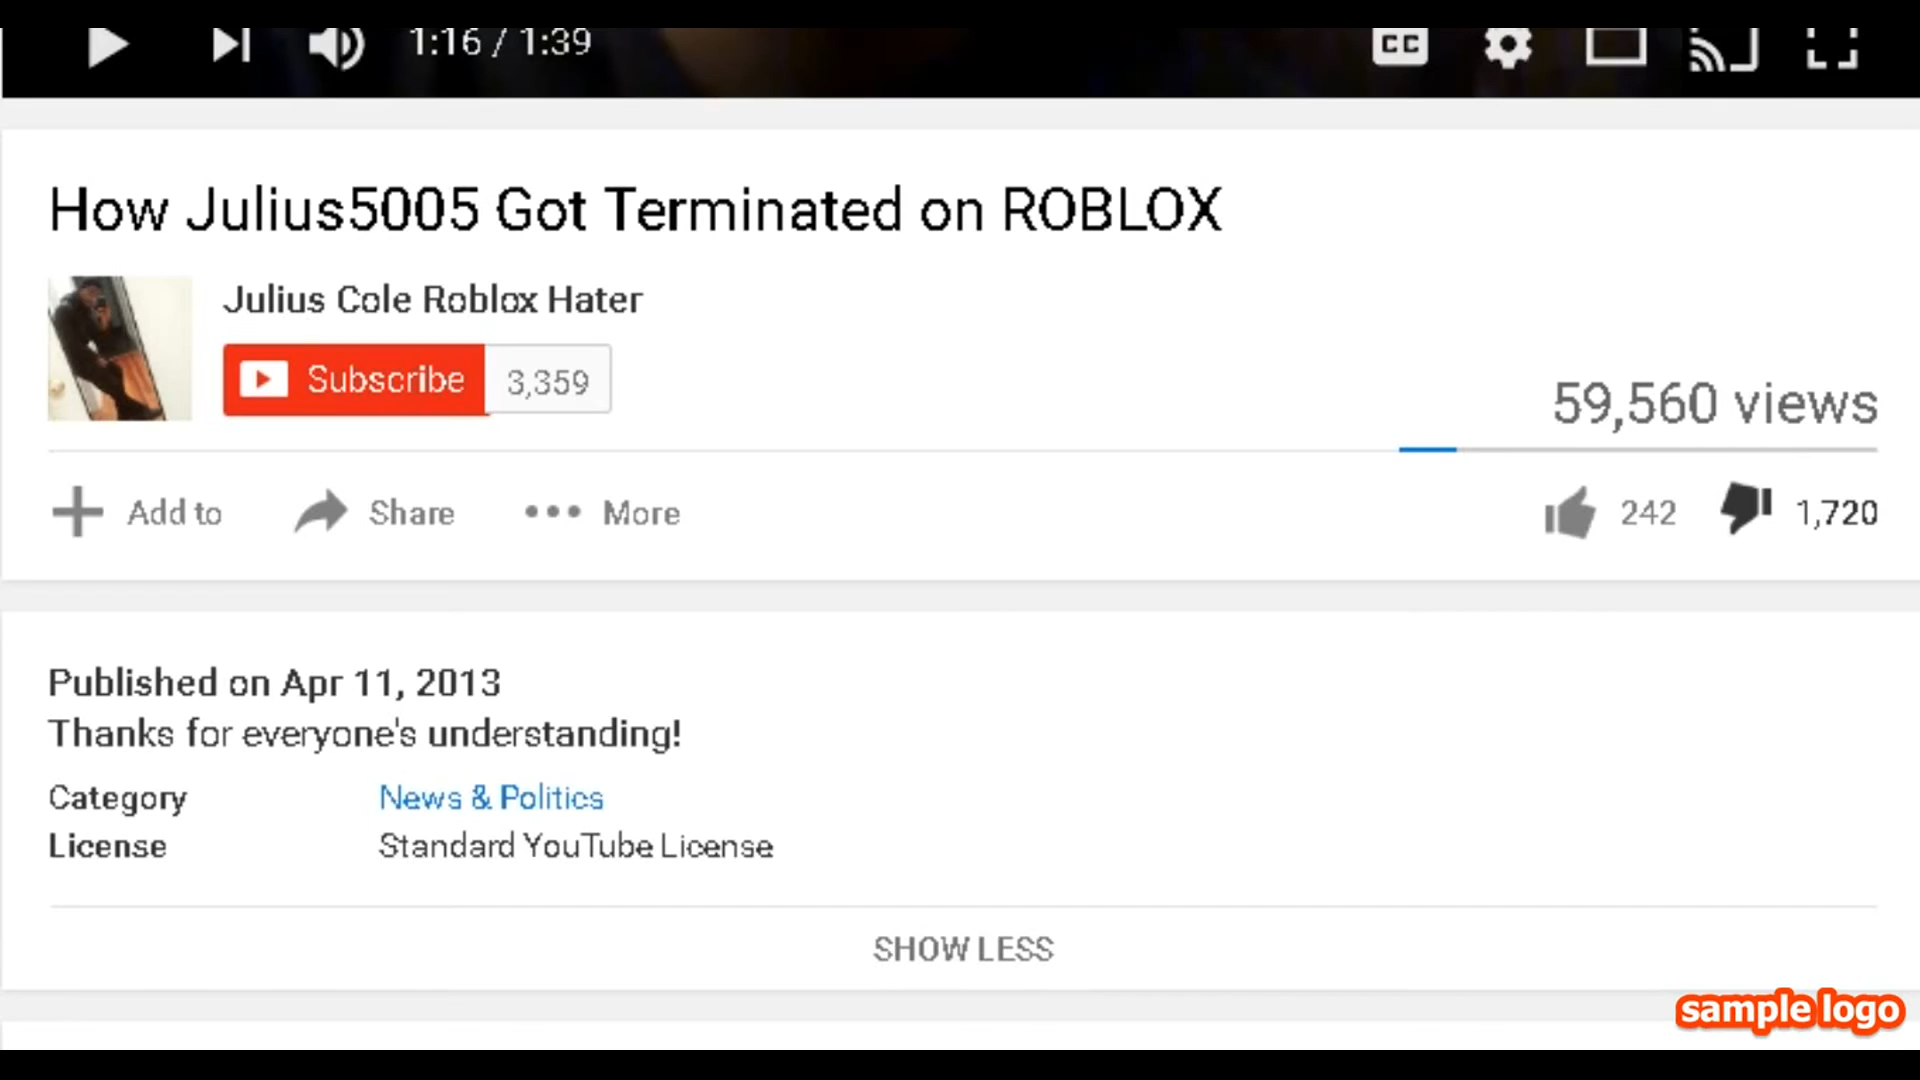 1:16 / 1:39
CC
How Julius5005 Got Terminated on ROBLOX
Julius Cole Roblox Hater
Subscribe 3,359
59,560 views
Add to Share More 242 1,720
Published on Apr 11, 2013
Thanks for everyone's understanding!
Category News & Politics
License Standard YouTube License
SHOW LESS
sample logo